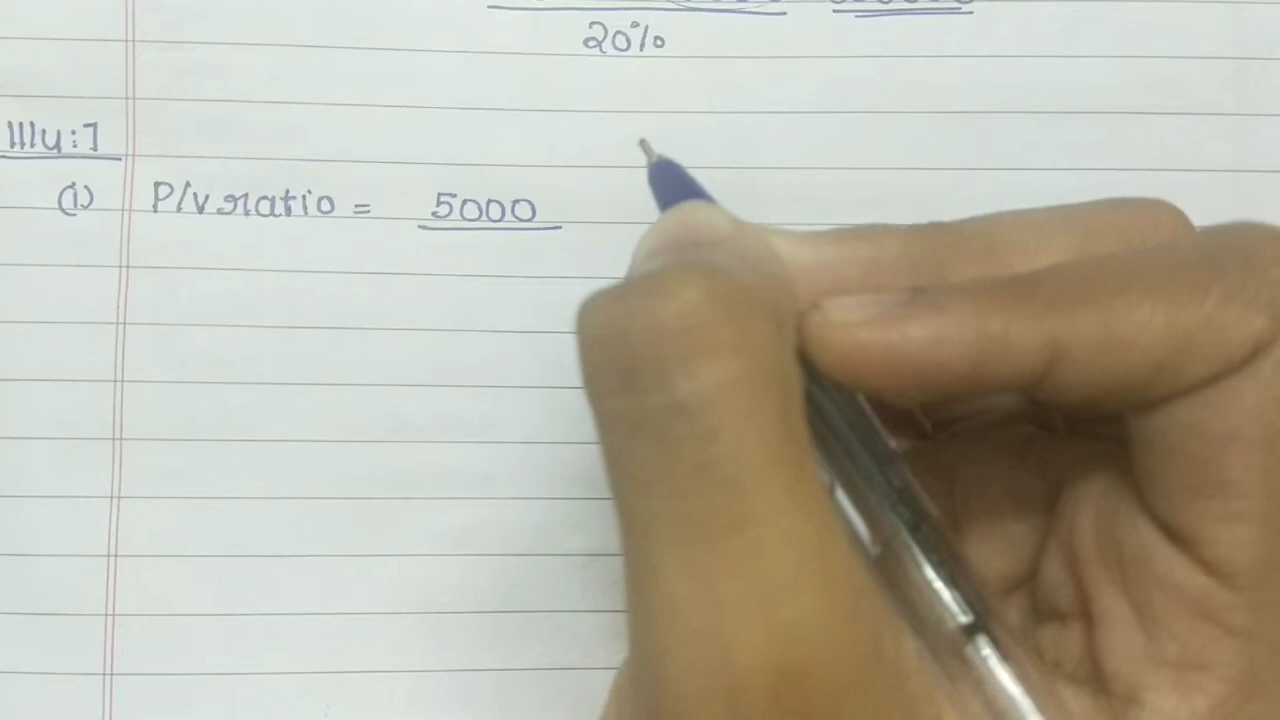 20%
Illu:7
(i) P/v ratio = 5000